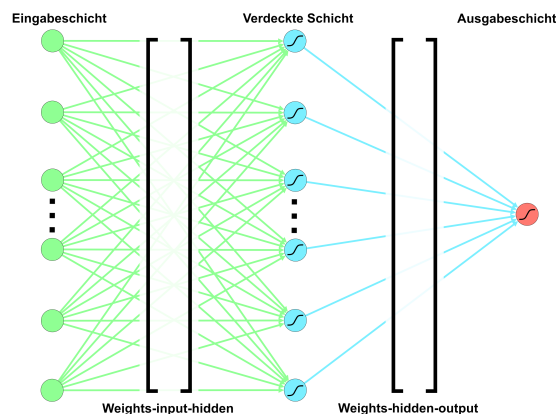 Eingabeschicht
Verdeckte Schicht
Ausgabeschicht
Weights-input-hidden
Weights-hidden-output